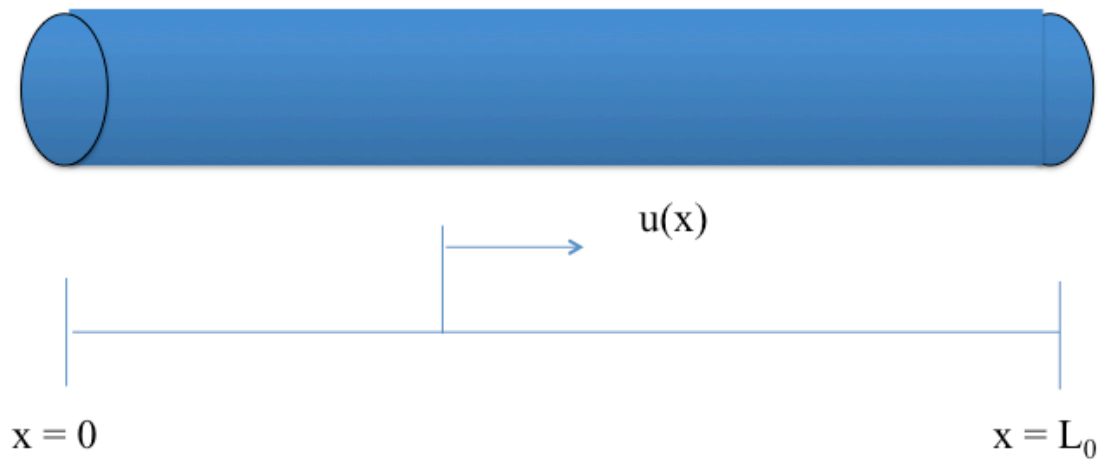 u(x)
x = 0
x = L₀